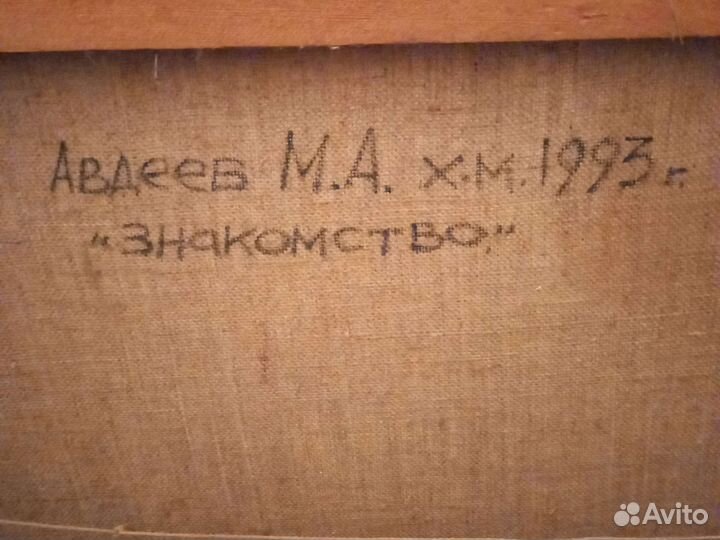 Авдеев М.А. х.м. 1993 г.
"Знакомство."
Avito